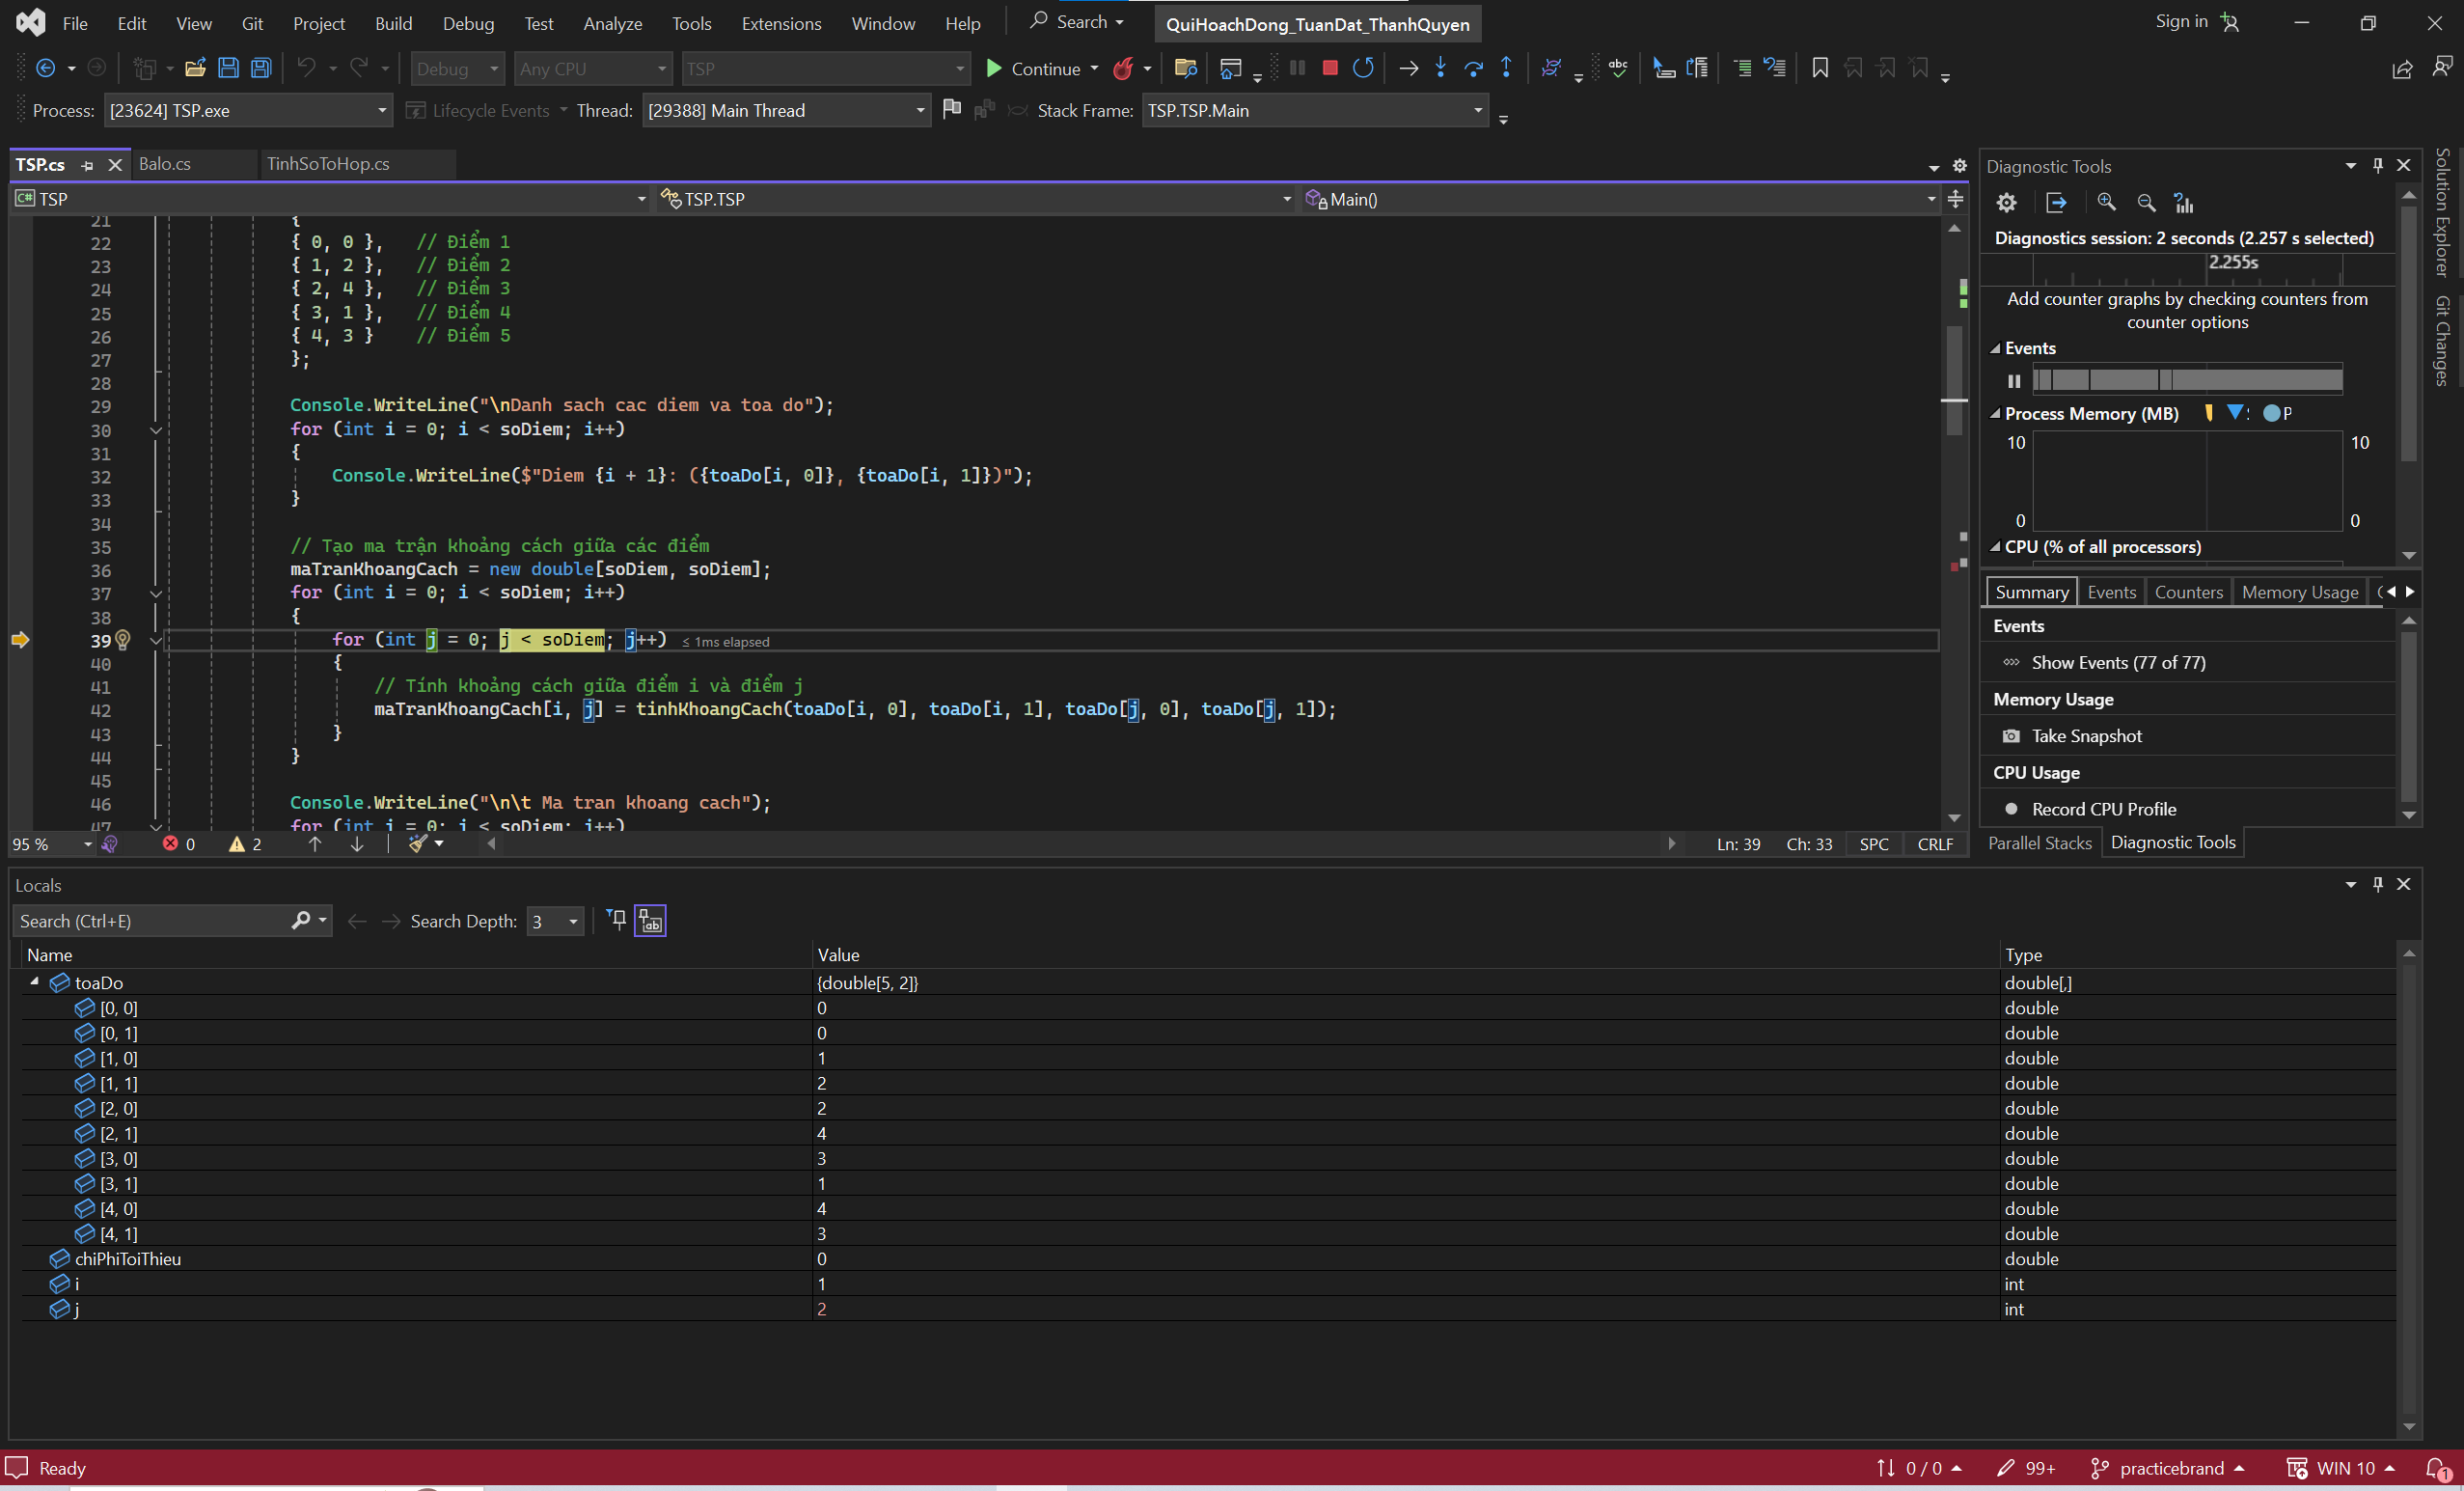 File Edit View Git Project Build Debug Test Analyze Tools Extensions Window Help Search QuiHoachDong_TuanDat_ThanhQuyen Sign in
Debug Any CPU TSP Continue
Process: [23624] TSP.exe Lifecycle Events Thread: [29388] Main Thread Stack Frame: TSP.TSP.Main
TSP.cs Balo.cs TinhSoToHop.cs
C# TSP TSP.TSP Main()
21 {
22 { 0, 0 }, // Điểm 1
23 { 1, 2 }, // Điểm 2
24 { 2, 4 }, // Điểm 3
25 { 3, 1 }, // Điểm 4
26 { 4, 3 } // Điểm 5
27 };
28
29 Console.WriteLine("\nDanh sach cac diem va toa do");
30 for (int i = 0; i < soDiem; i++)
31 {
32 Console.WriteLine($"Diem {i + 1}: ({toaDo[i, 0]}, {toaDo[i, 1]})");
33 }
34
35 // Tạo ma trận khoảng cách giữa các điểm
36 maTranKhoangCach = new double[soDiem, soDiem];
37 for (int i = 0; i < soDiem; i++)
38 {
39 for (int j = 0; j < soDiem; j++) ≤ 1ms elapsed
40 {
41 // Tính khoảng cách giữa điểm i và điểm j
42 maTranKhoangCach[i, j] = tinhKhoangCach(toaDo[i, 0], toaDo[i, 1], toaDo[j, 0], toaDo[j, 1]);
43 }
44 }
45
46 Console.WriteLine("\n\t Ma tran khoang cach");
47 for (int i = 0; i < soDiem; i++)
95 % 0 2 Ln: 39 Ch: 33 SPC CRLF
Diagnostic Tools
Diagnostics session: 2 seconds (2.257 s selected)
2.255s
Add counter graphs by checking counters from
counter options
Events
Process Memory (MB) P
10 10
0 0
CPU (% of all processors)
Summary Events Counters Memory Usage
Events
Show Events (77 of 77)
Memory Usage
Take Snapshot
CPU Usage
Record CPU Profile
Parallel Stacks Diagnostic Tools
Solution Explorer
Git Changes
Locals
Search (Ctrl+E) Search Depth: 3
Name Value Type
toaDo {double[5, 2]} double[,]
[0, 0] 0 double
[0, 1] 0 double
[1, 0] 1 double
[1, 1] 2 double
[2, 0] 2 double
[2, 1] 4 double
[3, 0] 3 double
[3, 1] 1 double
[4, 0] 4 double
[4, 1] 3 double
chiPhiToiThieu 0 double
i 1 int
j 2 int
Ready 0 / 0 99+ practicebrand WIN 10 1